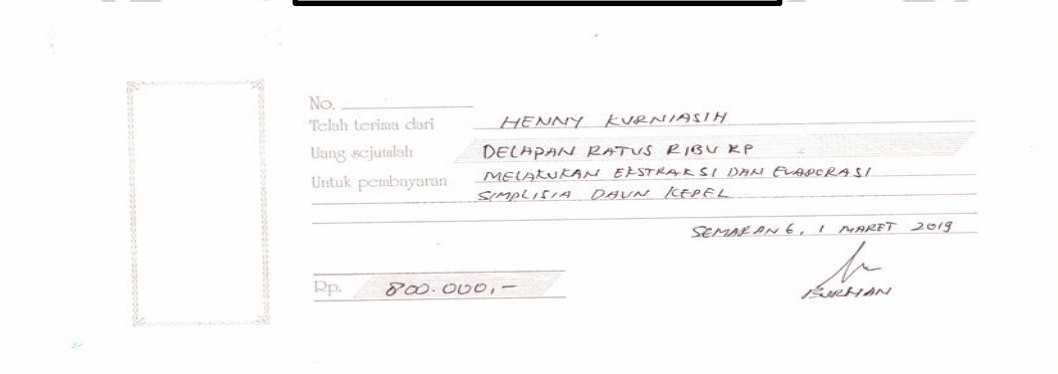 No.
Telah terima dari HENNY KURNIASIH
Uang sejumlah DELAPAN RATUS RIBU RP
Untuk pembayaran MELAKUKAN EKSTRAKSI DAN EVAPORASI
SIMPLISIA DAUN KEPEL
SEMARANG, 1 MARET 2019
Rp. 800.000,-
BURHAN